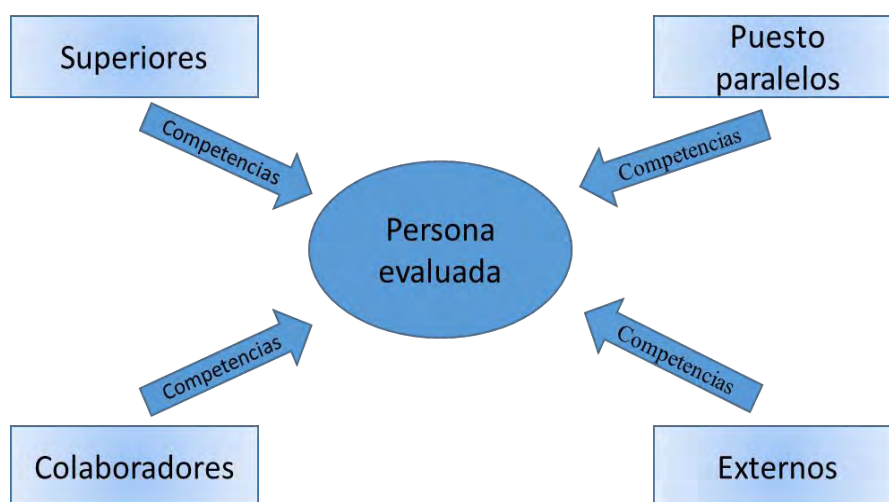 Superiores
Puesto
paralelos
Competencias
Competencias
Persona
evaluada
Competencias
Competencias
Colaboradores
Externos